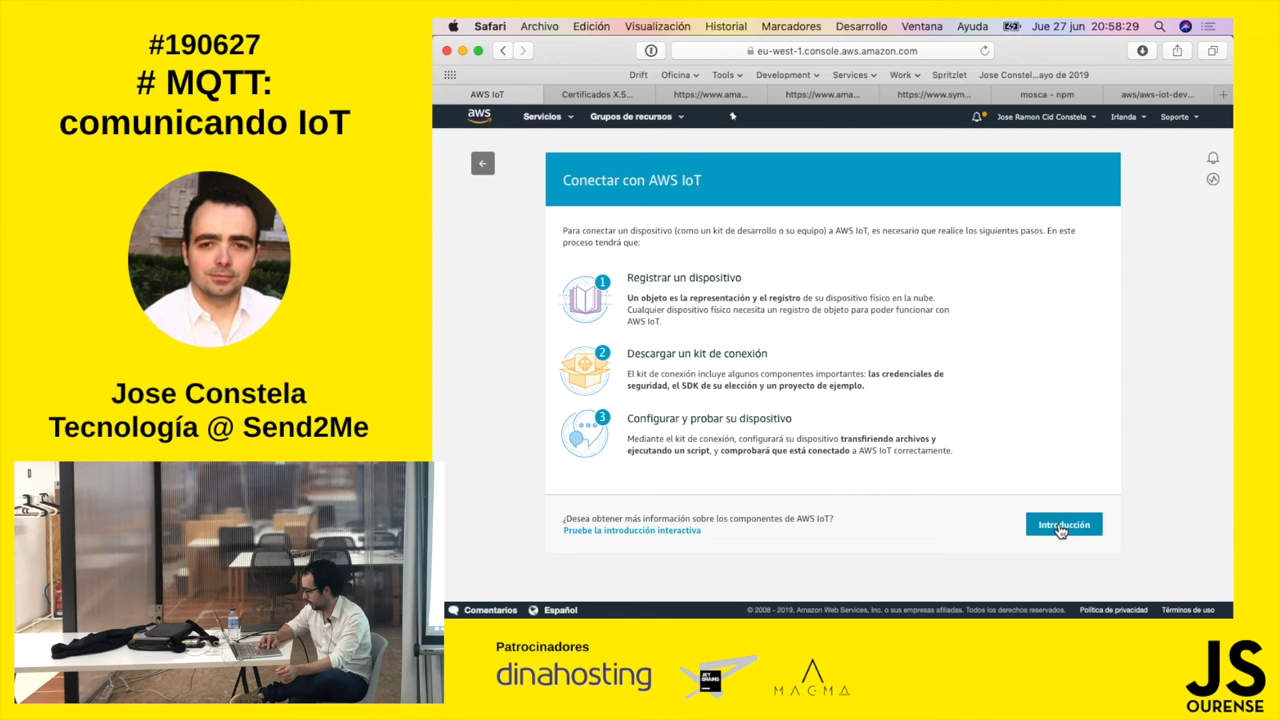 #190627
# MQTT:
comunicando IoT
Jose Constela
Tecnología @ Send2Me
Safari Archivo Edición Visualización Historial Marcadores Desarrollo Ventana Ayuda Jue 27 jun 20:58:29
eu-west-1.console.aws.amazon.com
Drift Oficina Tools Development Services Work Spritzlet Jose Constel...ayo de 2019
AWS IoT Certificados X.5... https://www.ama... https://www.ama... https://www.sym... mosca - npm aws/aws-iot-dev...
aws Servicios Grupos de recursos Jose Ramon Cid Constela Irlanda Soporte
Conectar con AWS IoT
Para conectar un dispositivo (como un kit de desarrollo o su equipo) a AWS IoT, es necesario que realice los siguientes pasos. En este
proceso tendrá que:
1
Registrar un dispositivo
Un objeto es la representación y el registro de su dispositivo físico en la nube.
Cualquier dispositivo físico necesita un registro de objeto para poder funcionar con
AWS IoT.
2
Descargar un kit de conexión
El kit de conexión incluye algunos componentes importantes: las credenciales de
seguridad, el SDK de su elección y un proyecto de ejemplo.
3
Configurar y probar su dispositivo
Mediante el kit de conexión, configurará su dispositivo transfiriendo archivos y
ejecutando un script, y comprobará que está conectado a AWS IoT correctamente.
¿Desea obtener más información sobre los componentes de AWS IoT?
Pruebe la introducción interactiva
Introducción
Comentarios Español © 2008 - 2019, Amazon Web Services, Inc. o sus empresas afiliadas. Todos los derechos reservados. Política de privacidad Términos de uso
Patrocinadores
dinahosting
JET
BRAINS
MAGMA
JS
OURENSE